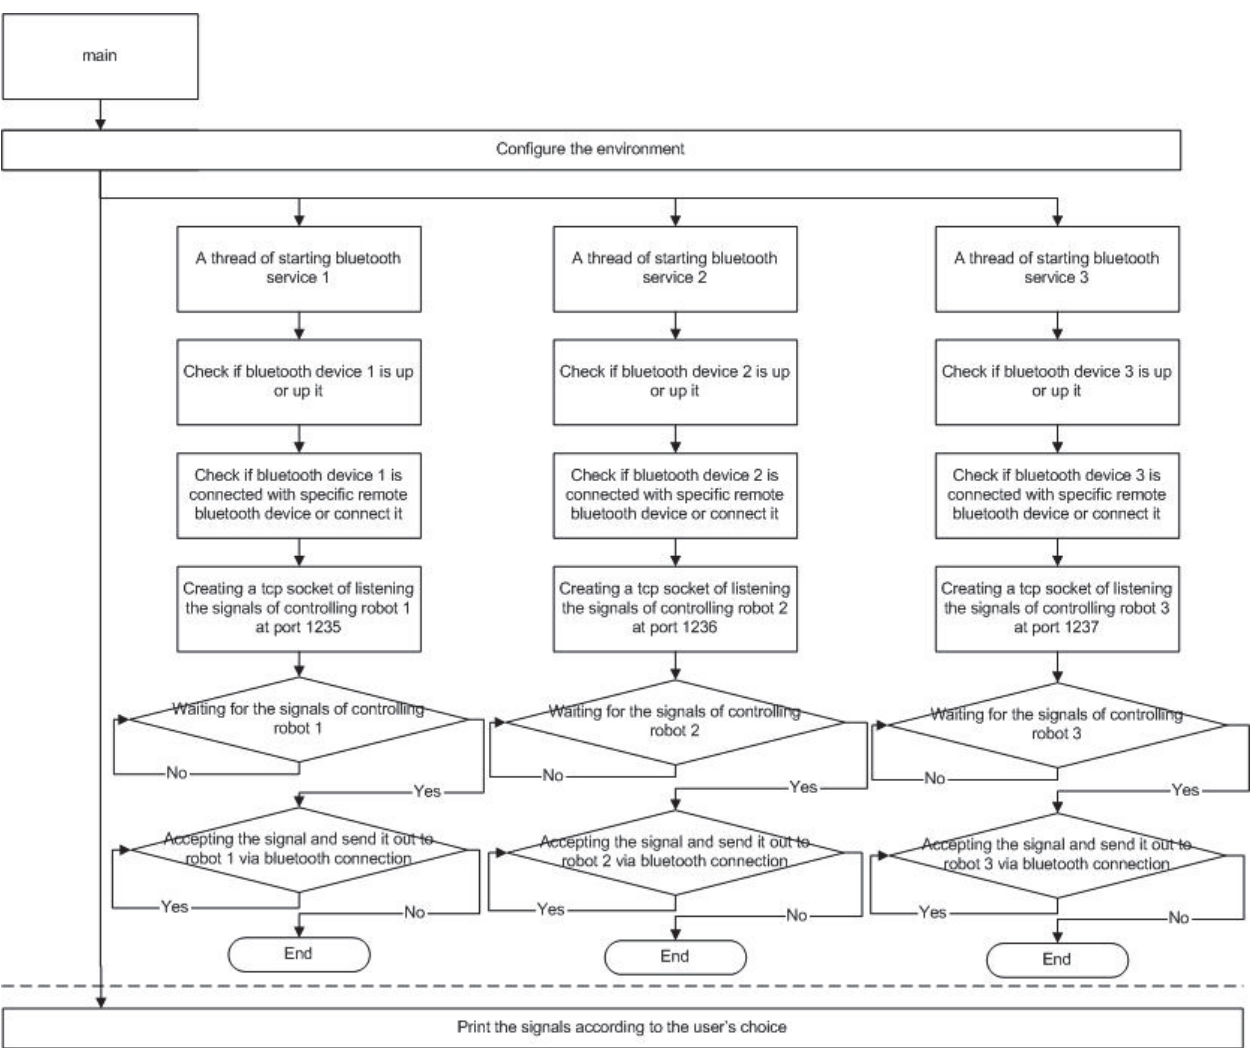 main
Configure the environment
A thread of starting bluetooth
service 1
A thread of starting bluetooth
service 2
A thread of starting bluetooth
service 3
Check if bluetooth device 1 is up
or up it
Check if bluetooth device 2 is up
or up it
Check if bluetooth device 3 is up
or up it
Check if bluetooth device 1 is
connected with specific remote
bluetooth device or connect it
Check if bluetooth device 2 is
connected with specific remote
bluetooth device or connect it
Check if bluetooth device 3 is
connected with specific remote
bluetooth device or connect it
Creating a tcp socket of listening
the signals of controlling robot 1
at port 1235
Creating a tcp socket of listening
the signals of controlling robot 2
at port 1236
Creating a tcp socket of listening
the signals of controlling robot 3
at port 1237
Waiting for the signals of controlling
robot 1
Waiting for the signals of controlling
robot 2
Waiting for the signals of controlling
robot 3
No
Yes
No
Yes
No
Yes
Accepting the signal and send it out to
robot 1 via bluetooth connection
Accepting the signal and send it out to
robot 2 via bluetooth connection
Accepting the signal and send it out to
robot 3 via bluetooth connection
Yes
No
Yes
No
Yes
No
End
End
End
Print the signals according to the user's choice